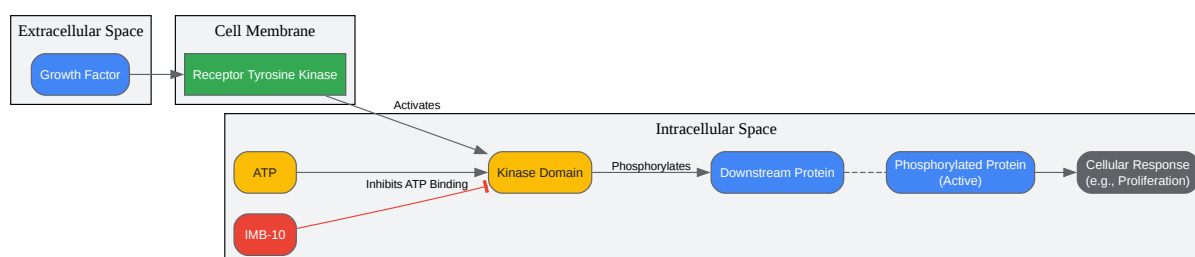 Extracellular Space
Growth Factor
Cell Membrane
Receptor Tyrosine Kinase
Activates
Intracellular Space
ATP
Inhibits ATP Binding
IMB-10
Kinase Domain
Phosphorylates
Downstream Protein
Phosphorylated Protein
(Active)
Cellular Response
(e.g., Proliferation)